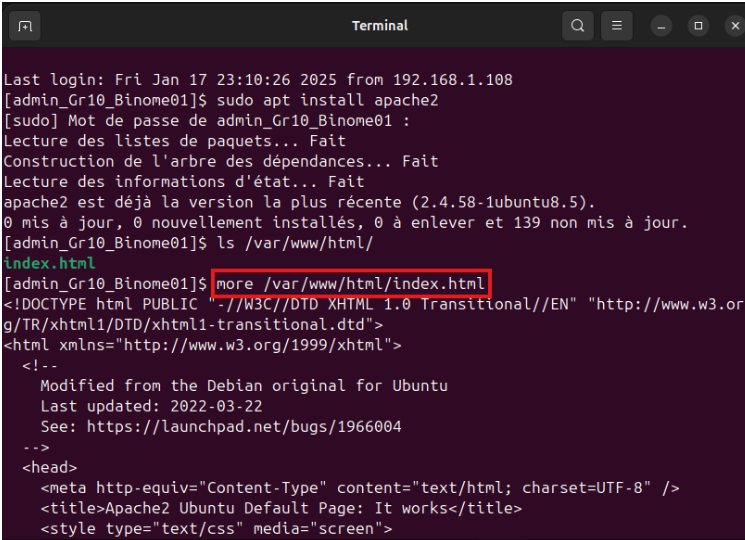 Terminal
Last login: Fri Jan 17 23:10:26 2025 from 192.168.1.108
[admin_Gr10_Binome01]$ sudo apt install apache2
[sudo] Mot de passe de admin_Gr10_Binome01 :
Lecture des listes de paquets... Fait
Construction de l'arbre des dépendances... Fait
Lecture des informations d'état... Fait
apache2 est déjà la version la plus récente (2.4.58-1ubuntu8.5).
0 mis à jour, 0 nouvellement installés, 0 à enlever et 139 non mis à jour.
[admin_Gr10_Binome01]$ ls /var/www/html/
index.html
[admin_Gr10_Binome01]$ more /var/www/html/index.html
<!DOCTYPE html PUBLIC "-//W3C//DTD XHTML 1.0 Transitional//EN" "http://www.w3.or
g/TR/xhtml1/DTD/xhtml1-transitional.dtd">
<html xmlns="http://www.w3.org/1999/xhtml">
  <!--
    Modified from the Debian original for Ubuntu
    Last updated: 2022-03-22
    See: https://launchpad.net/bugs/1966004
  -->
  <head>
    <meta http-equiv="Content-Type" content="text/html; charset=UTF-8" />
    <title>Apache2 Ubuntu Default Page: It works</title>
    <style type="text/css" media="screen">